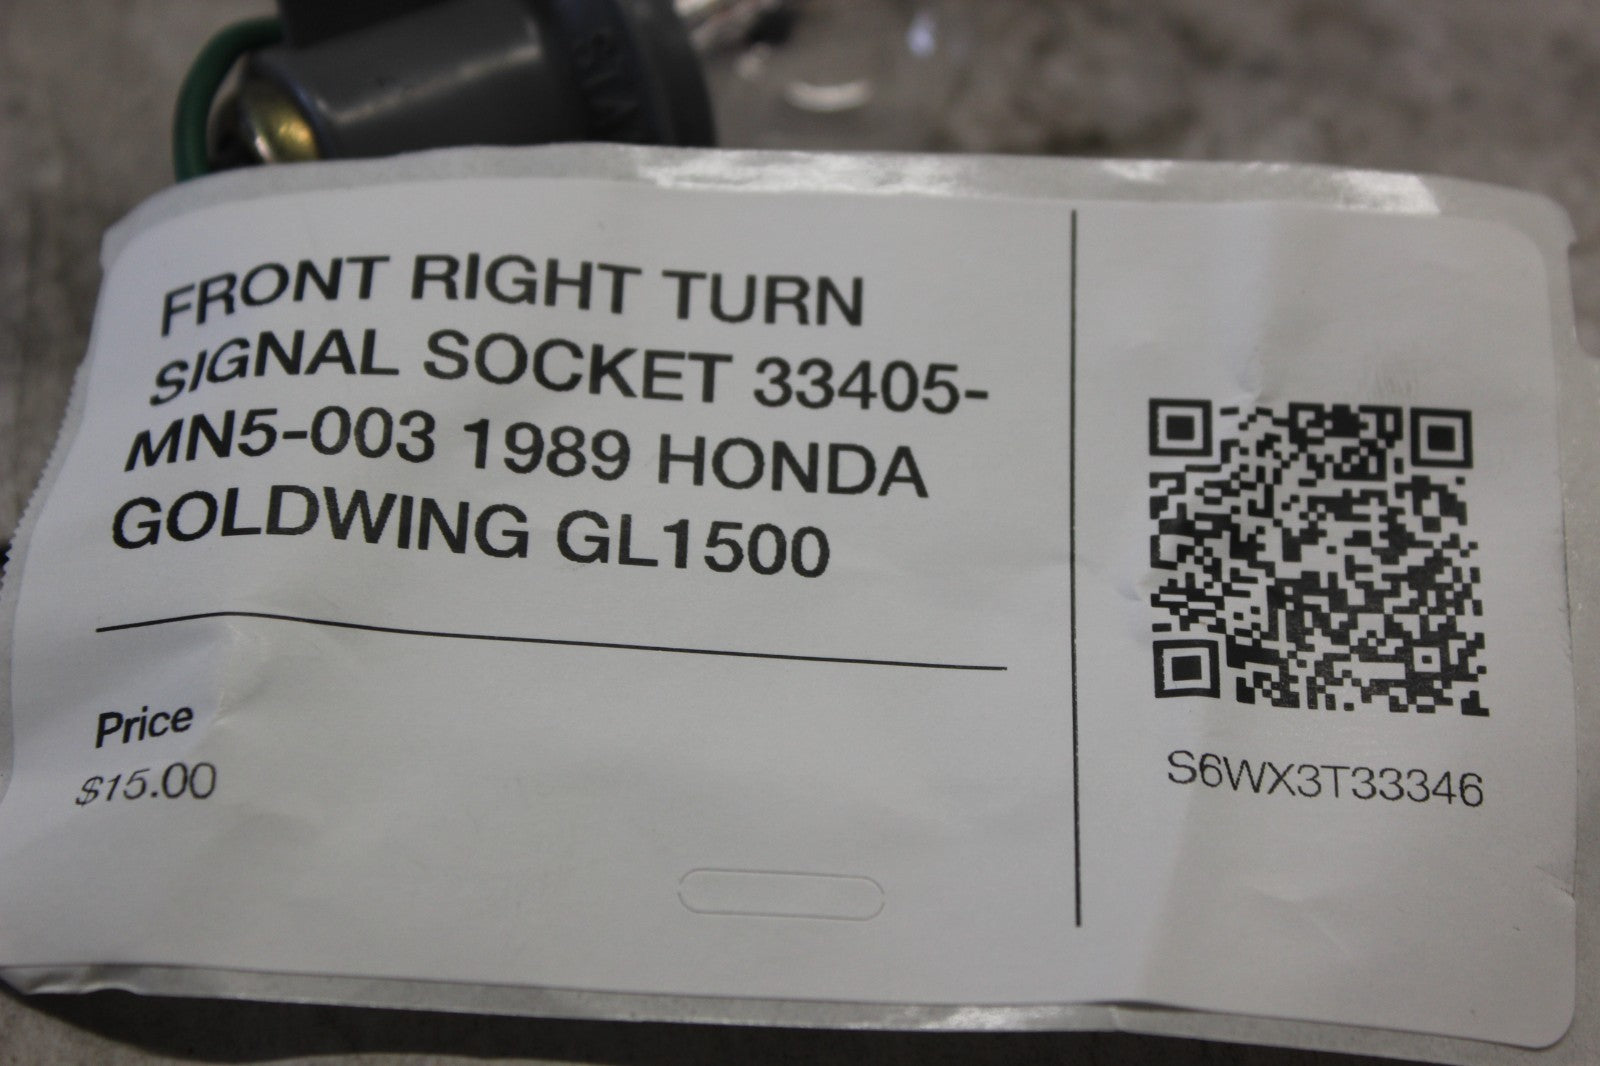 FRONT RIGHT TURN
SIGNAL SOCKET 33405-
MN5-003 1989 HONDA
GOLDWING GL1500
Price
$15.00
S6WX3T33346